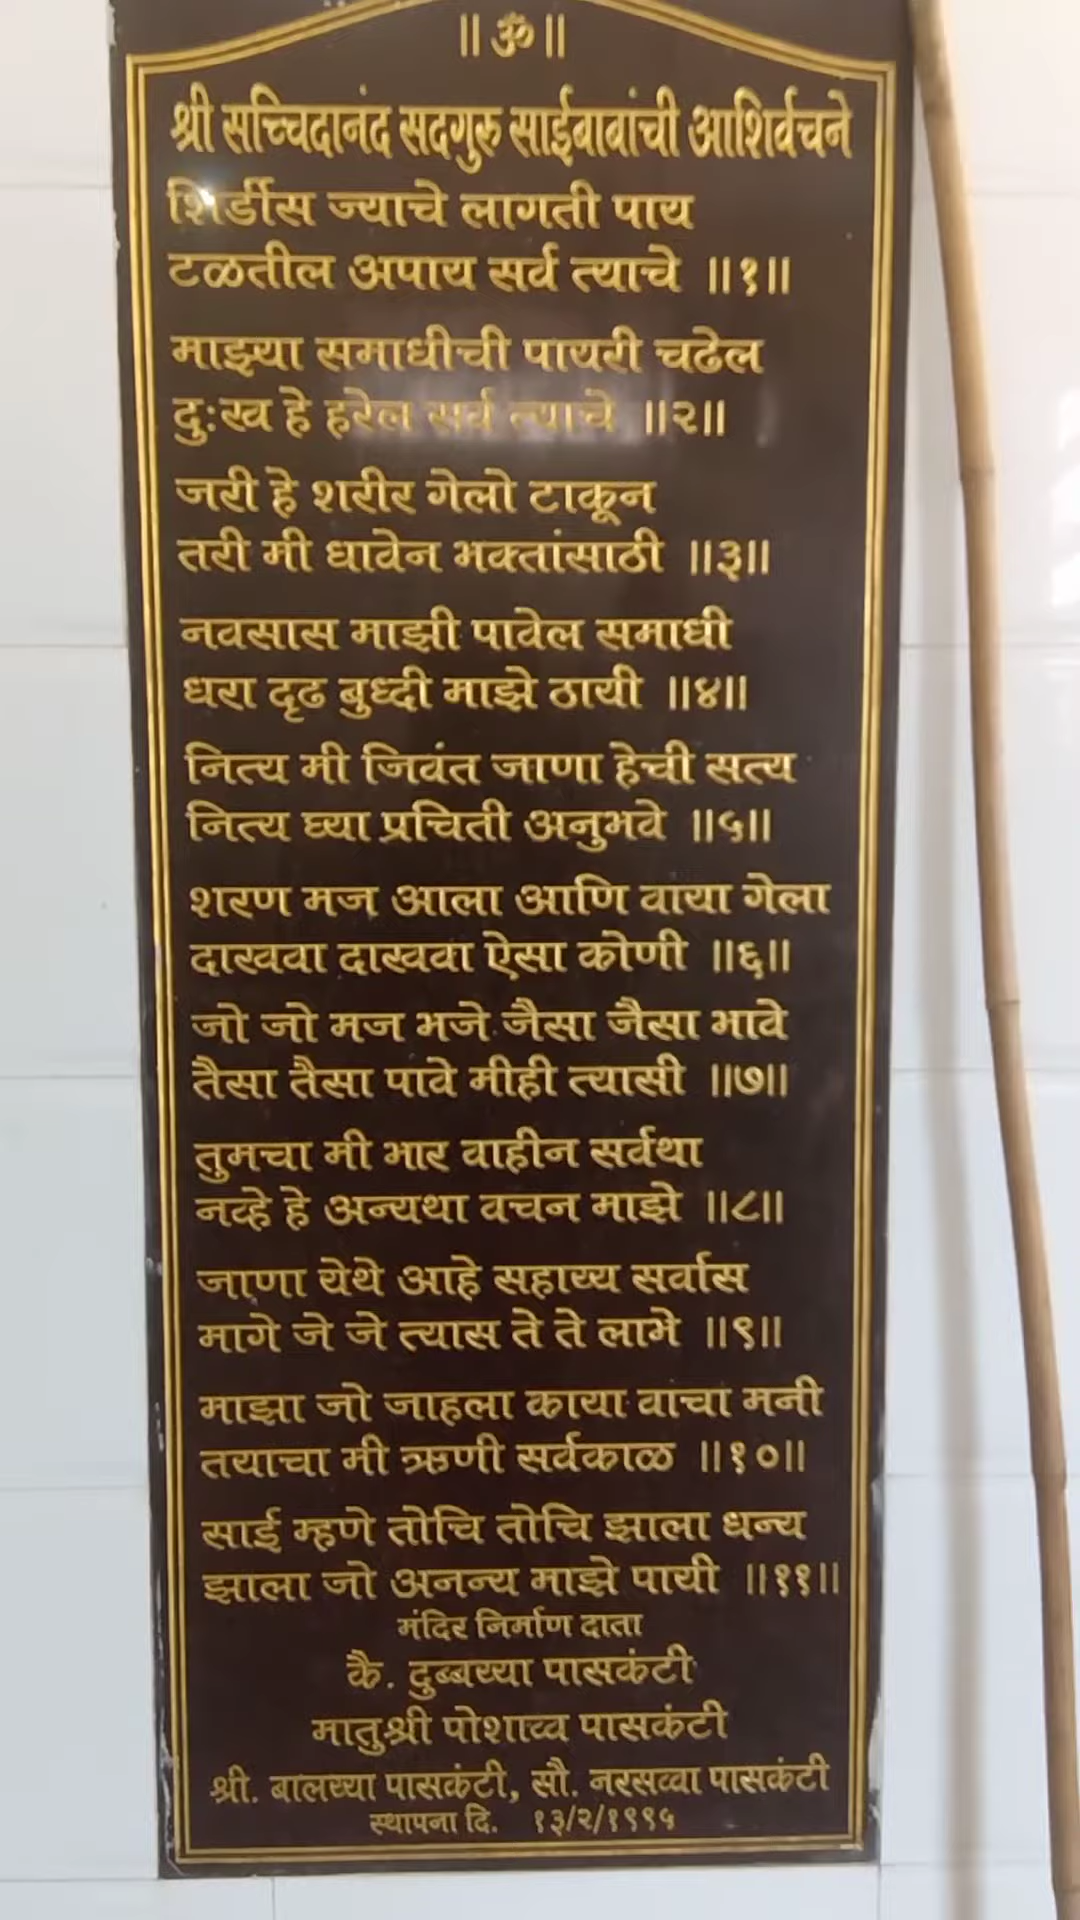 ॥ ॐ ॥
श्री सच्चिदानंद सदगुरु साईबाबांची आशिर्वचने
शिर्डीस ज्याचे लागती पाय
टळतील अपाय सर्व त्याचे ॥१॥
माझ्या समाधीची पायरी चढेल
दुःख हे हरेल सर्व त्याचे ॥२॥
जरी हे शरीर गेलो टाकून
तरी मी धावेन भक्तांसाठी ॥३॥
नवसास माझी पावेल समाधी
धरा दृढ बुध्दी माझे ठायी ॥४॥
नित्य मी जिवंत जाणा हेची सत्य
नित्य घ्या प्रचिती अनुभवे ॥५॥
शरण मज आला आणि वाया गेला
दाखवा दाखवा ऐसा कोणी ॥६॥
जो जो मज भजे जैसा जैसा भावे
तैसा तैसा पावे मीही त्यासी ॥७॥
तुमचा मी भार वाहीन सर्वथा
नव्हे हे अन्यथा वचन माझे ॥८॥
जाणा येथे आहे सहाय्य सर्वास
मागे जे जे त्यास ते ते लाभे ॥९॥
माझा जो जाहला काया वाचा मनी
तयाचा मी ऋणी सर्वकाळ ॥१०॥
साई म्हणे तोचि तोचि झाला धन्य
झाला जो अनन्य माझे पायी ॥११॥
मंदिर निर्माण दाता
कै. दुब्बय्या पासकंटी
मातुश्री पोशाव्व पासकंटी
श्री. बालय्या पासकंटी, सौ. नरसव्वा पासकंटी
स्थापना दि. १३/२/१९९५